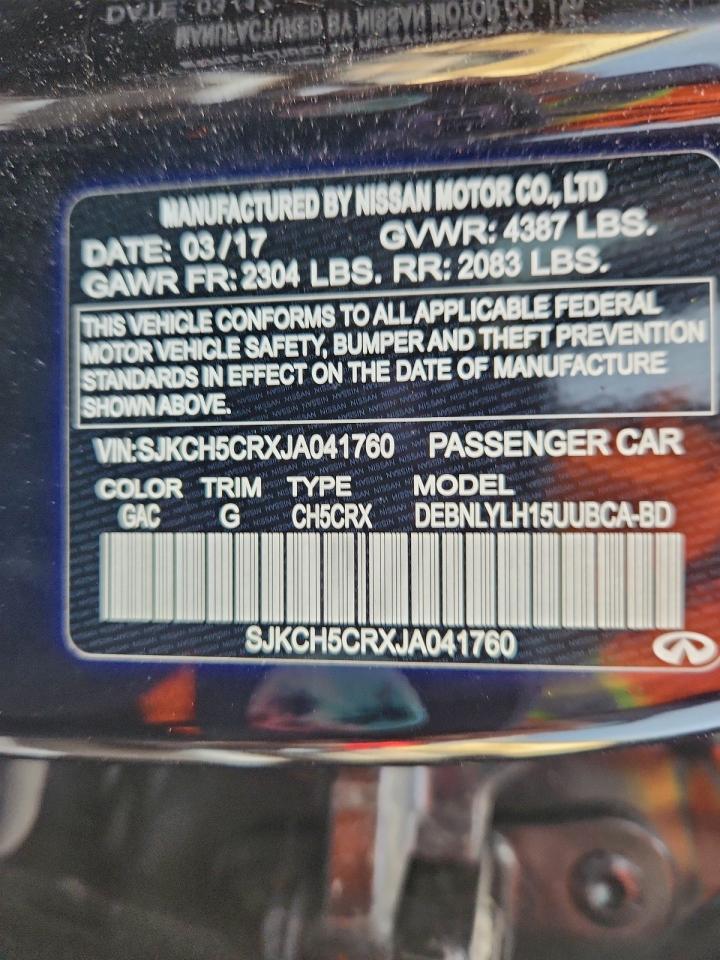 MANUFACTURED BY NISSAN MOTOR CO., LTD
DATE: 03/17 GVWR: 4387 LBS.
GAWR FR: 2304 LBS. RR: 2083 LBS.
THIS VEHICLE CONFORMS TO ALL APPLICABLE FEDERAL
MOTOR VEHICLE SAFETY, BUMPER AND THEFT PREVENTION
STANDARDS IN EFFECT ON THE DATE OF MANUFACTURE
SHOWN ABOVE.
VIN:SJKCH5CRXJA041760 PASSENGER CAR
COLOR TRIM TYPE MODEL
GAC G CH5CRX DEBNLYLH15UUBCA-BD
SJKCH5CRXJA041760